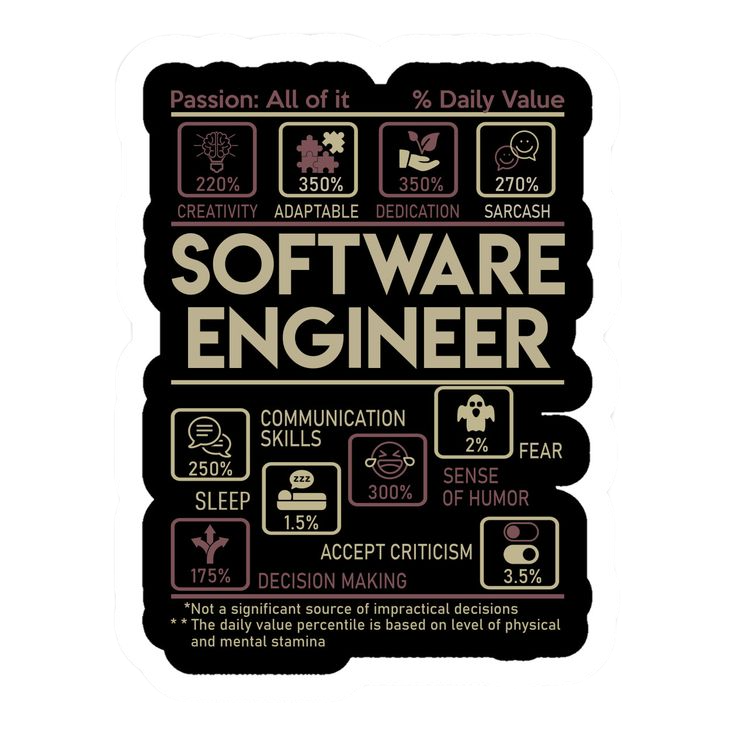 Passion: All of it % Daily Value
220% 350% 350% 270%
CREATIVITY ADAPTABLE DEDICATION SARCASH
SOFTWARE
ENGINEER
COMMUNICATION
SKILLS
250%
2%
FEAR
300%
SENSE
OF HUMOR
zzz
SLEEP
1.5%
ACCEPT CRITICISM
3.5%
175%
DECISION MAKING
*Not a significant source of impractical decisions
** The daily value percentile is based on level of physical
and mental stamina